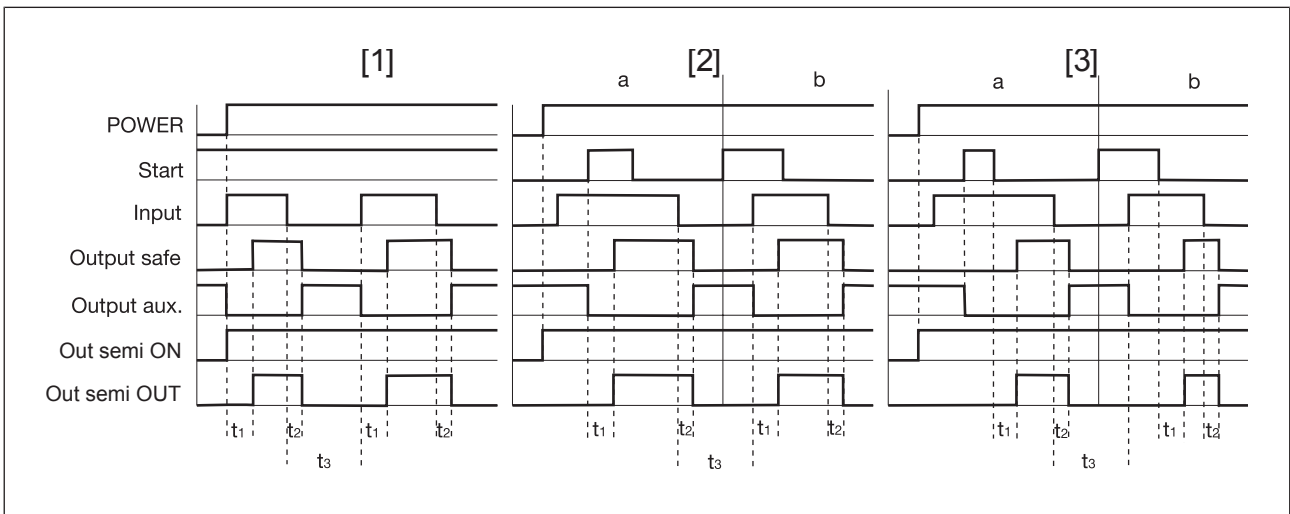 [1] [2] [3]
a b a b
POWER
Start
Input
Output safe
Output aux.
Out semi ON
Out semi OUT
t1 t2 t1 t2 t1 t2 t1 t2 t1 t2 t1 t2
t3 t3 t3